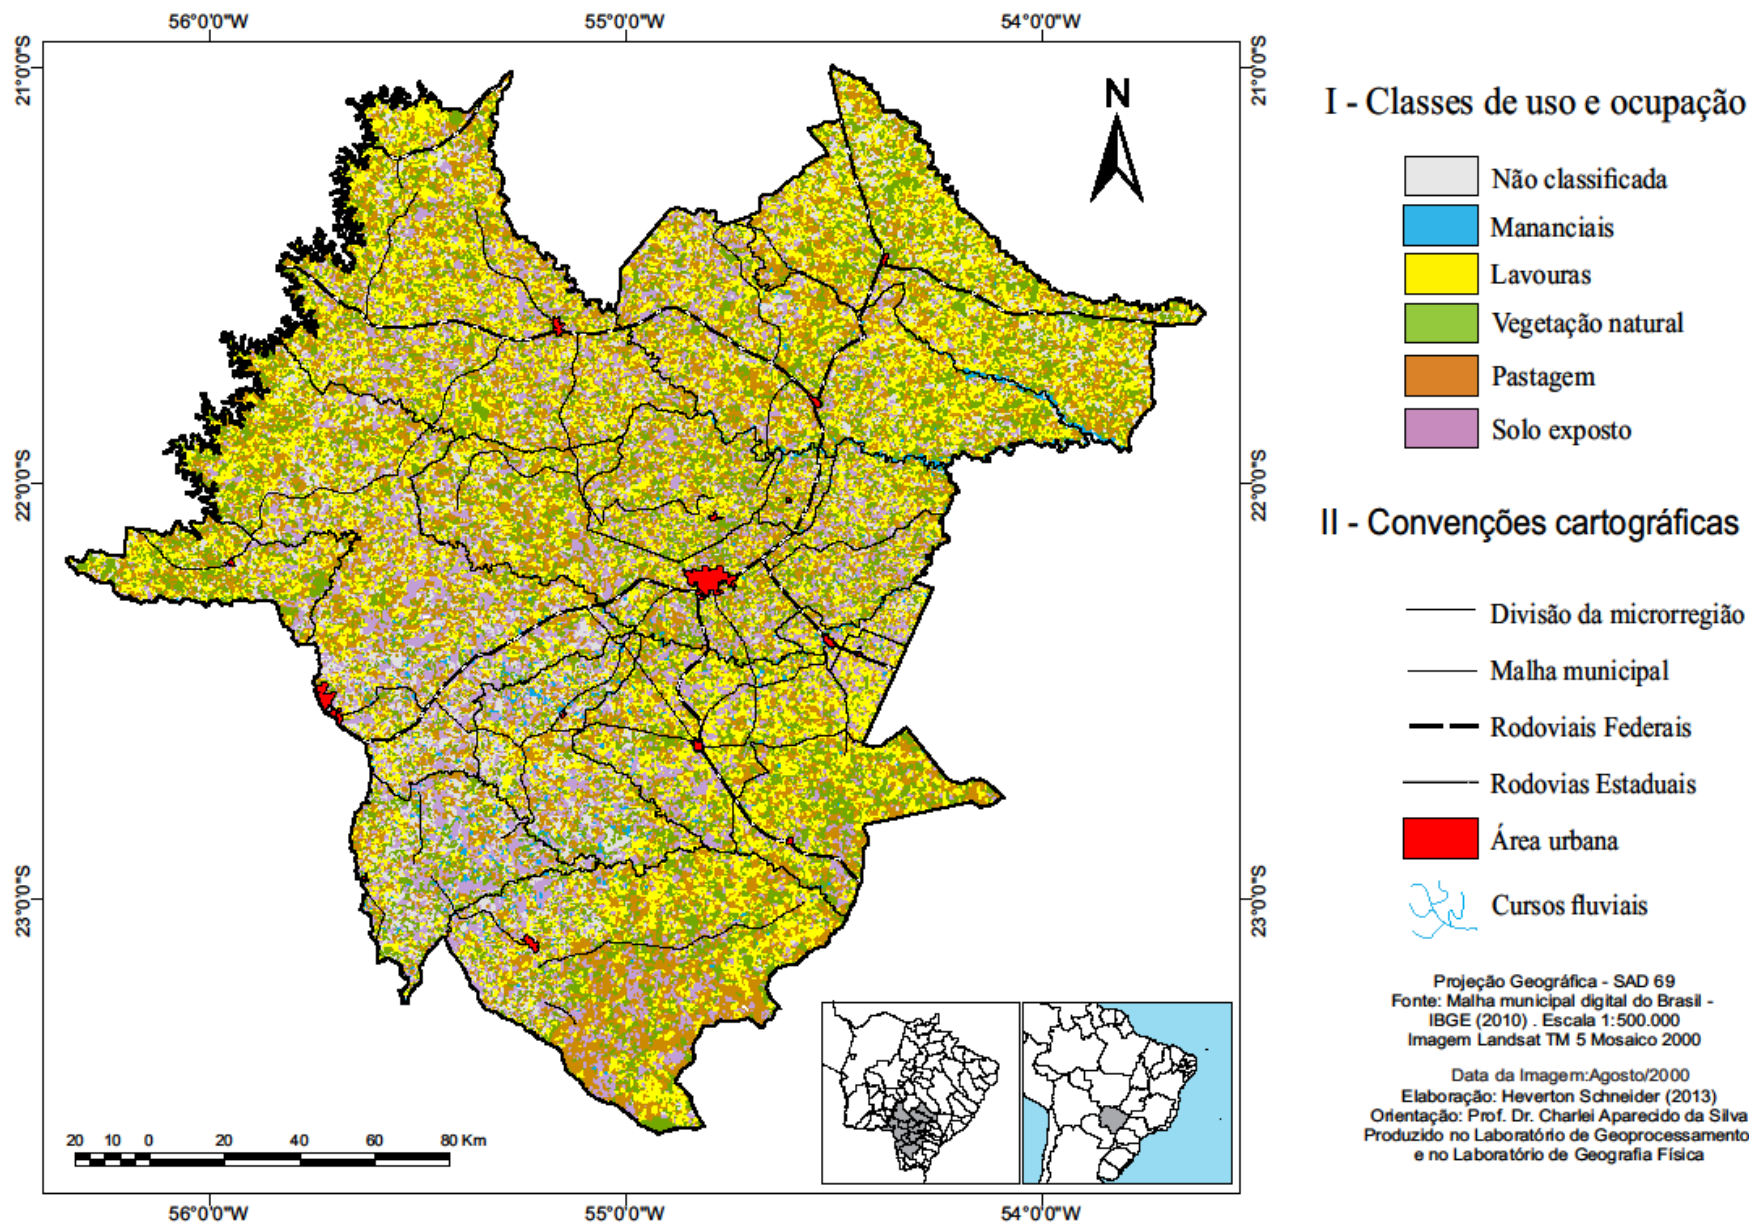 56°0'0"W
55°0'0"W
54°0'0"W
21°0'0"S
21°0'0"S
22°0'0"S
22°0'0"S
23°0'0"S
23°0'0"S
N
I - Classes de uso e ocupação
Não classificada
Mananciais
Lavouras
Vegetação natural
Pastagem
Solo exposto
II - Convenções cartográficas
Divisão da microrregião
Malha municipal
Rodoviais Federais
Rodovias Estaduais
Área urbana
Cursos fluviais
Projeção Geográfica - SAD 69
Fonte: Malha municipal digital do Brasil -
IBGE (2010) . Escala 1:500.000
Imagem Landsat TM 5 Mosaico 2000
Data da Imagem:Agosto/2000
Elaboração: Heverton Schneider (2013)
Orientação: Prof. Dr. Charlei Aparecido da Silva
Produzido no Laboratório de Geoprocessamento
e no Laboratório de Geografia Física
20 10 0 20 40 60 80 Km
56°0'0"W
55°0'0"W
54°0'0"W